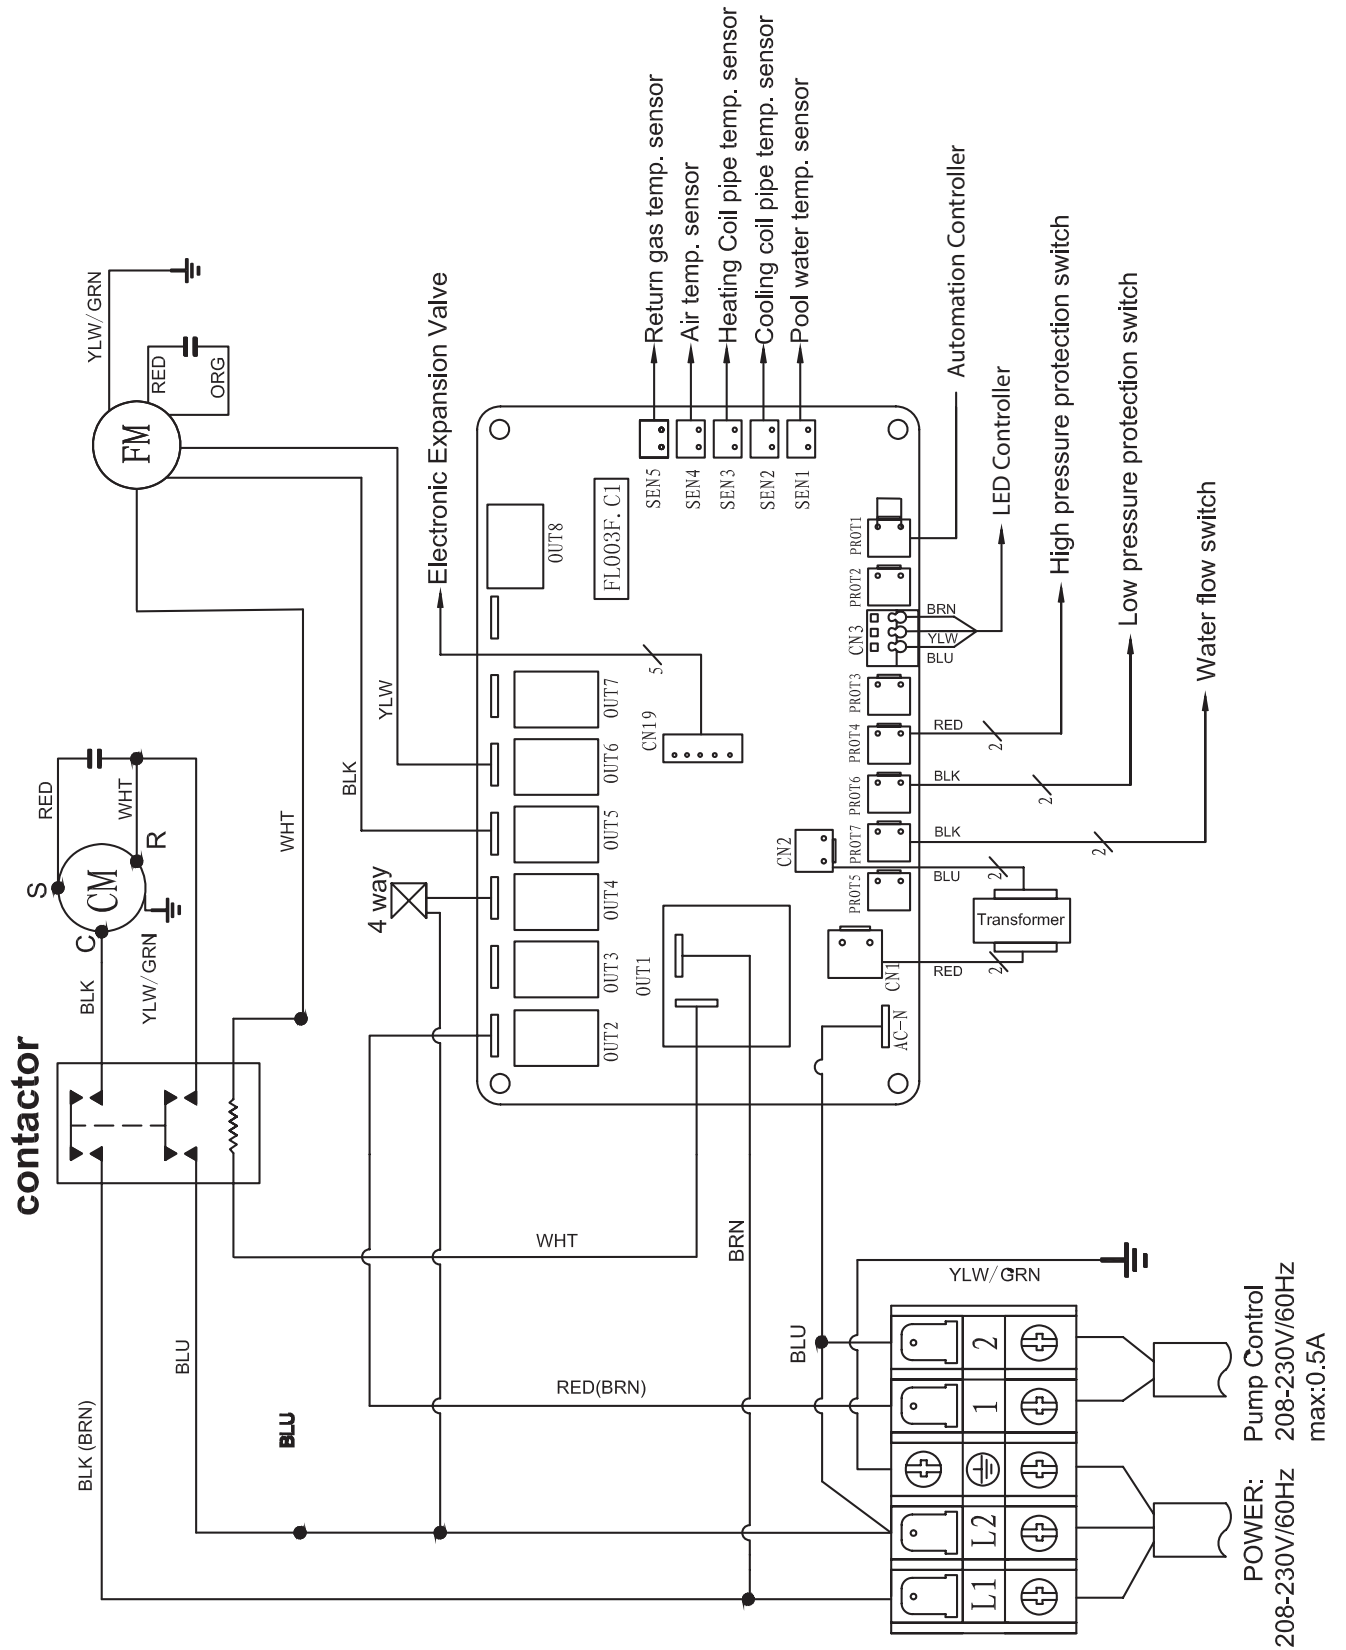 contactor
S
RED
C
CM
R
WHT
BLK
YLW/GRN
WHT
BLK (BRN)
BLU
BLU
FM
YLW/GRN
RED
ORG
BLK
YLW
4 way
Electronic Expansion Valve
OUT2
OUT3
OUT4
OUT5
OUT6
OUT7
OUT8
FL003F.C1
OUT1
CN19
5
SEN5
SEN4
SEN3
SEN2
SEN1
Return gas temp. sensor
Air temp. sensor
Heating Coil pipe temp. sensor
Cooling coil pipe temp. sensor
Pool water temp. sensor
AC-N
CN1
CN2
PROT5
PROT7
PROT6
PROT4
PROT3
CN3
PROT2
PROT1
BRN
YLW
BLU
RED
2
BLK
2
BLK
2
BLU
2
RED
2
Transformer
Automation Controller
LED Controller
High pressure protection switch
Low pressure protection switch
Water flow switch
WHT
BRN
RED(BRN)
BLU
YLW/GRN
L1
L2
1
2
POWER:
208-230V/60Hz
Pump Control
208-230V/60Hz
max:0.5A